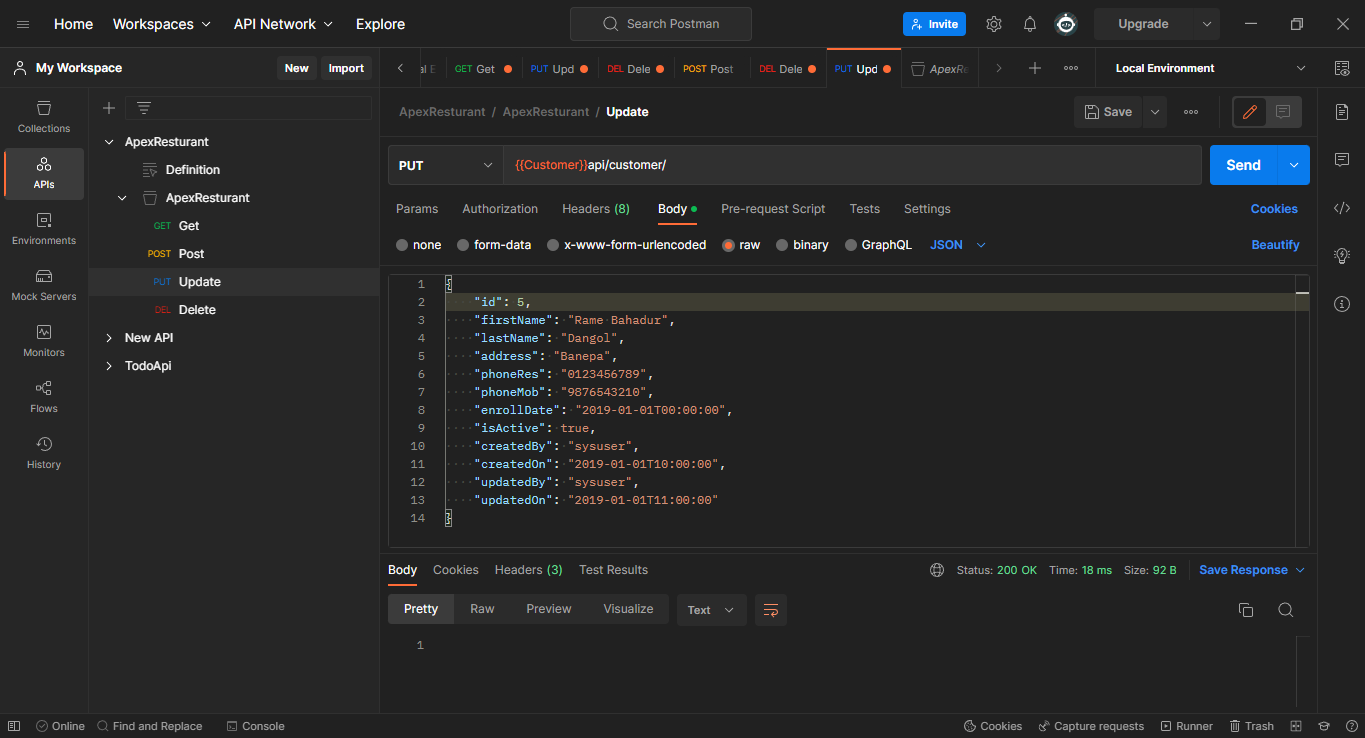 Home Workspaces API Network Explore Search Postman Invite Upgrade
My Workspace New Import
GET Get PUT Upd DEL Dele POST Post DEL Dele PUT Upd ApexRe Local Environment
Collections
APIs
Environments
Mock Servers
Monitors
Flows
History
ApexResturant
Definition
ApexResturant
GET Get
POST Post
PUT Update
DEL Delete
New API
TodoApi
ApexResturant / ApexResturant / Update Save
PUT {{Customer}}api/customer/ Send
Params Authorization Headers (8) Body Pre-request Script Tests Settings Cookies
none form-data x-www-form-urlencoded raw binary GraphQL JSON Beautify
1 {
2 "id": 5,
3 "firstName": "Rame Bahadur",
4 "lastName": "Dangol",
5 "address": "Banepa",
6 "phoneRes": "0123456789",
7 "phoneMob": "9876543210",
8 "enrollDate": "2019-01-01T00:00:00",
9 "isActive": true,
10 "createdBy": "sysuser",
11 "createdOn": "2019-01-01T10:00:00",
12 "updatedBy": "sysuser",
13 "updatedOn": "2019-01-01T11:00:00"
14 }
Body Cookies Headers (3) Test Results Status: 200 OK Time: 18 ms Size: 92 B Save Response
Pretty Raw Preview Visualize Text
1
Online Find and Replace Console Cookies Capture requests Runner Trash